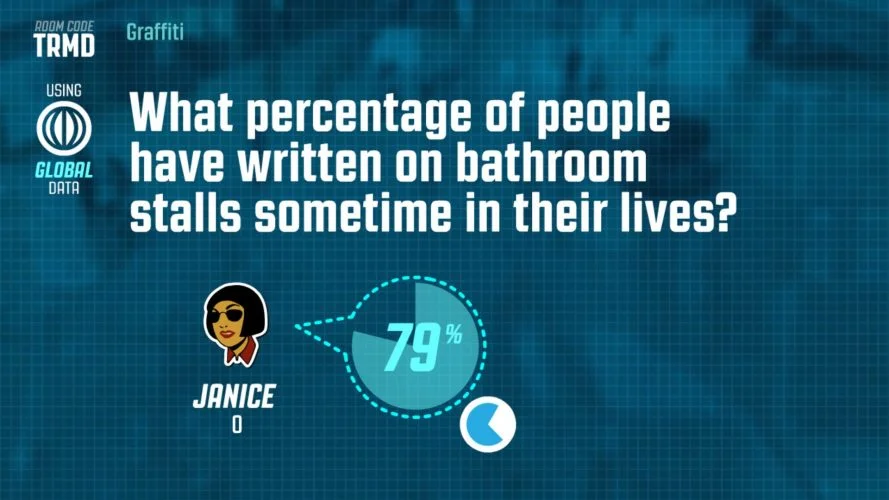 ROOM CODE
TRMD
Graffiti
USING
GLOBAL
DATA
What percentage of people
have written on bathroom
stalls sometime in their lives?
79%
JANICE
0